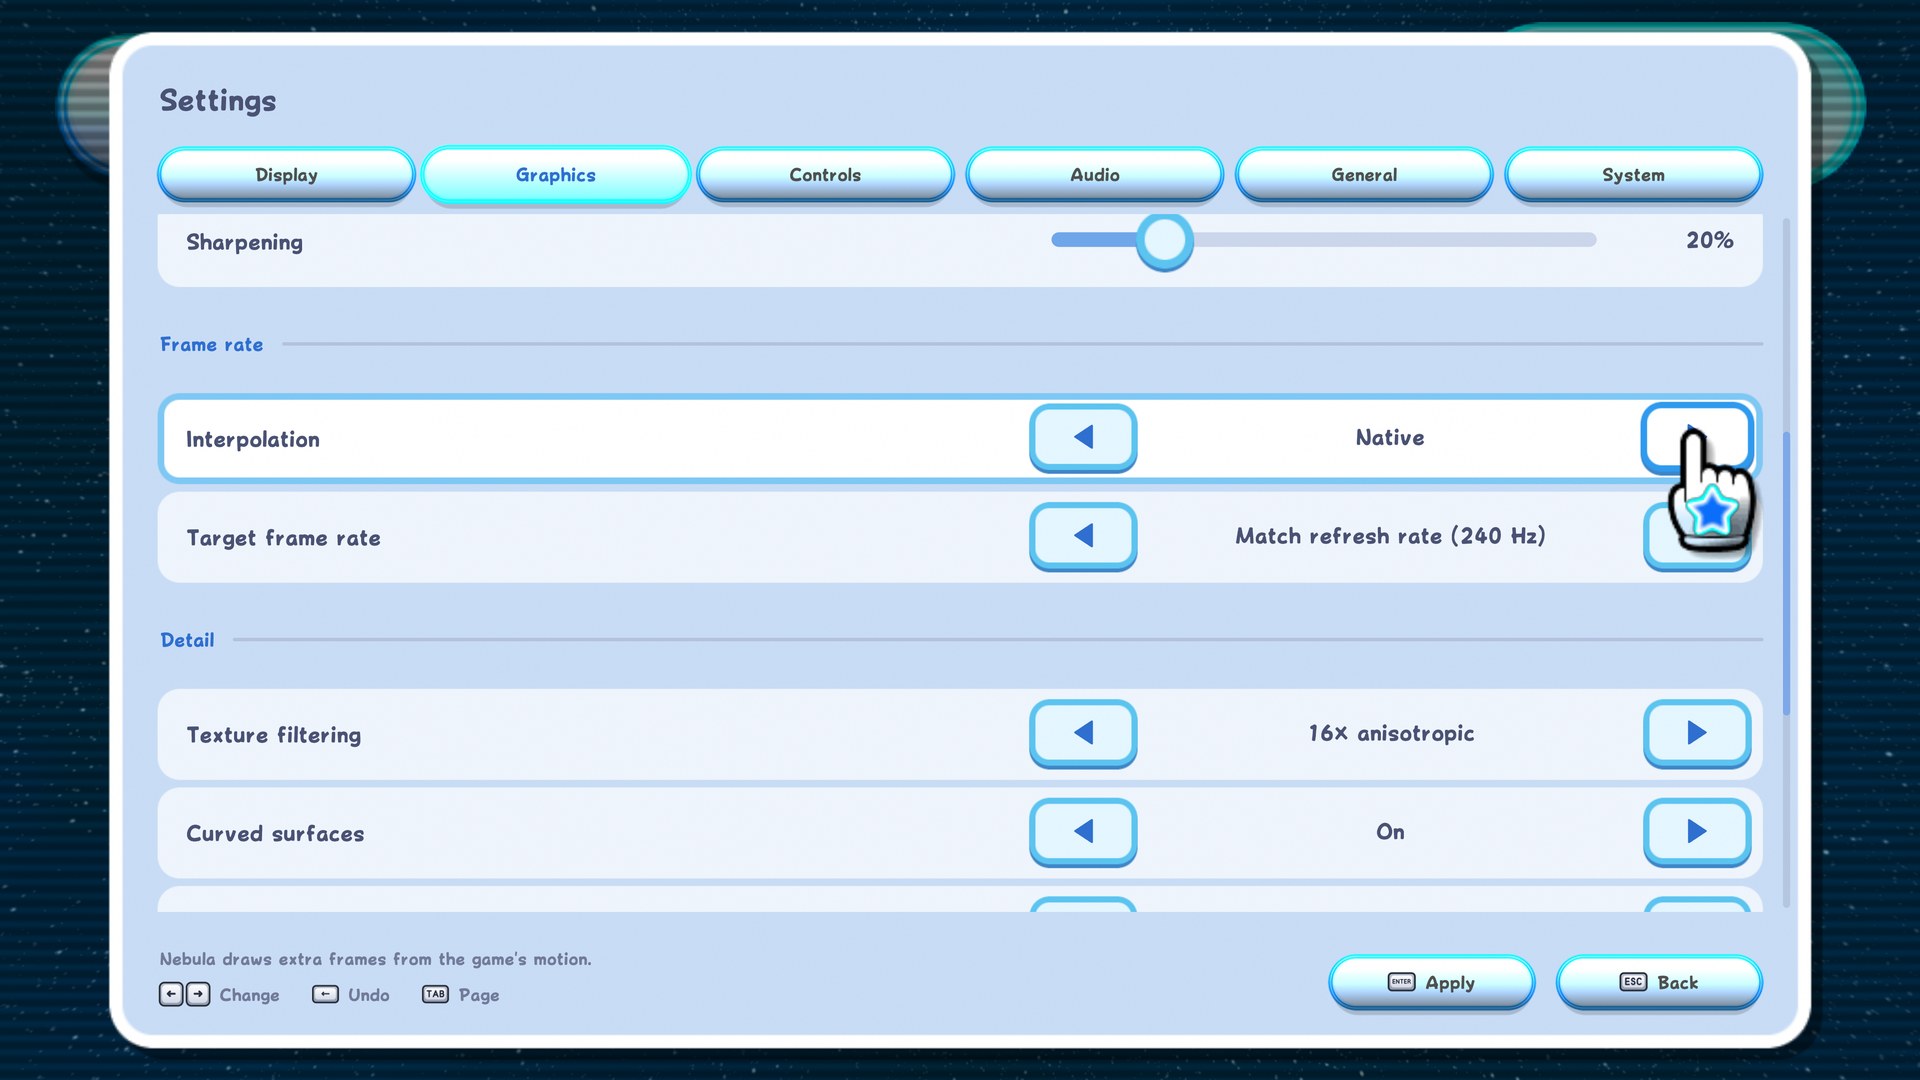 Settings
Display
Graphics
Controls
Audio
General
System
Sharpening
20%
Frame rate
Interpolation
Native
Target frame rate
Match refresh rate (240 Hz)
Detail
Texture filtering
16× anisotropic
Curved surfaces
On
Nebula draws extra frames from the game's motion.
Change
Undo
TAB Page
ENTER Apply
ESC Back